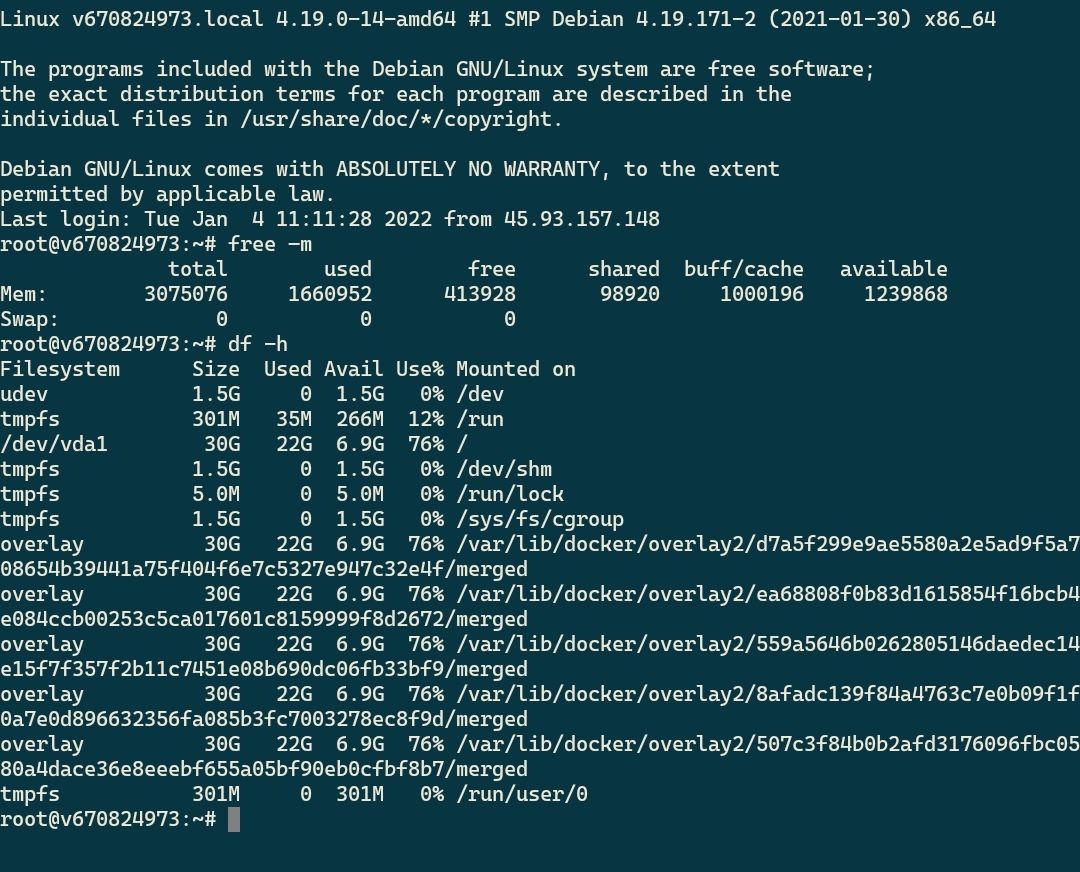 Linux v670824973.local 4.19.0-14-amd64 #1 SMP Debian 4.19.171-2 (2021-01-30) x86_64
The programs included with the Debian GNU/Linux system are free software;
the exact distribution terms for each program are described in the
individual files in /usr/share/doc/*/copyright.
Debian GNU/Linux comes with ABSOLUTELY NO WARRANTY, to the extent
permitted by applicable law.
Last login: Tue Jan  4 11:11:28 2022 from 45.93.157.148
root@v670824973:~# free -m
              total        used        free      shared  buff/cache   available
Mem:        3075076     1660952      413928       98920     1000196     1239868
Swap:             0           0           0
root@v670824973:~# df -h
Filesystem      Size  Used Avail Use% Mounted on
udev            1.5G     0  1.5G   0% /dev
tmpfs           301M   35M  266M  12% /run
/dev/vda1        30G   22G  6.9G  76% /
tmpfs           1.5G     0  1.5G   0% /dev/shm
tmpfs           5.0M     0  5.0M   0% /run/lock
tmpfs           1.5G     0  1.5G   0% /sys/fs/cgroup
overlay          30G   22G  6.9G  76% /var/lib/docker/overlay2/d7a5f299e9ae5580a2e5ad9f5a7
08654b39441a75f404f6e7c5327e947c32e4f/merged
overlay          30G   22G  6.9G  76% /var/lib/docker/overlay2/ea68808f0b83d1615854f16bcb4
e084ccb00253c5ca017601c8159999f8d2672/merged
overlay          30G   22G  6.9G  76% /var/lib/docker/overlay2/559a5646b0262805146daedec14
e15f7f357f2b11c7451e08b690dc06fb33bf9/merged
overlay          30G   22G  6.9G  76% /var/lib/docker/overlay2/8afadc139f84a4763c7e0b09f1f
0a7e0d896632356fa085b3fc7003278ec8f9d/merged
overlay          30G   22G  6.9G  76% /var/lib/docker/overlay2/507c3f84b0b2afd3176096fbc05
80a4dace36e8eeebf655a05bf90eb0cfbf8b7/merged
tmpfs           301M     0  301M   0% /run/user/0
root@v670824973:~#